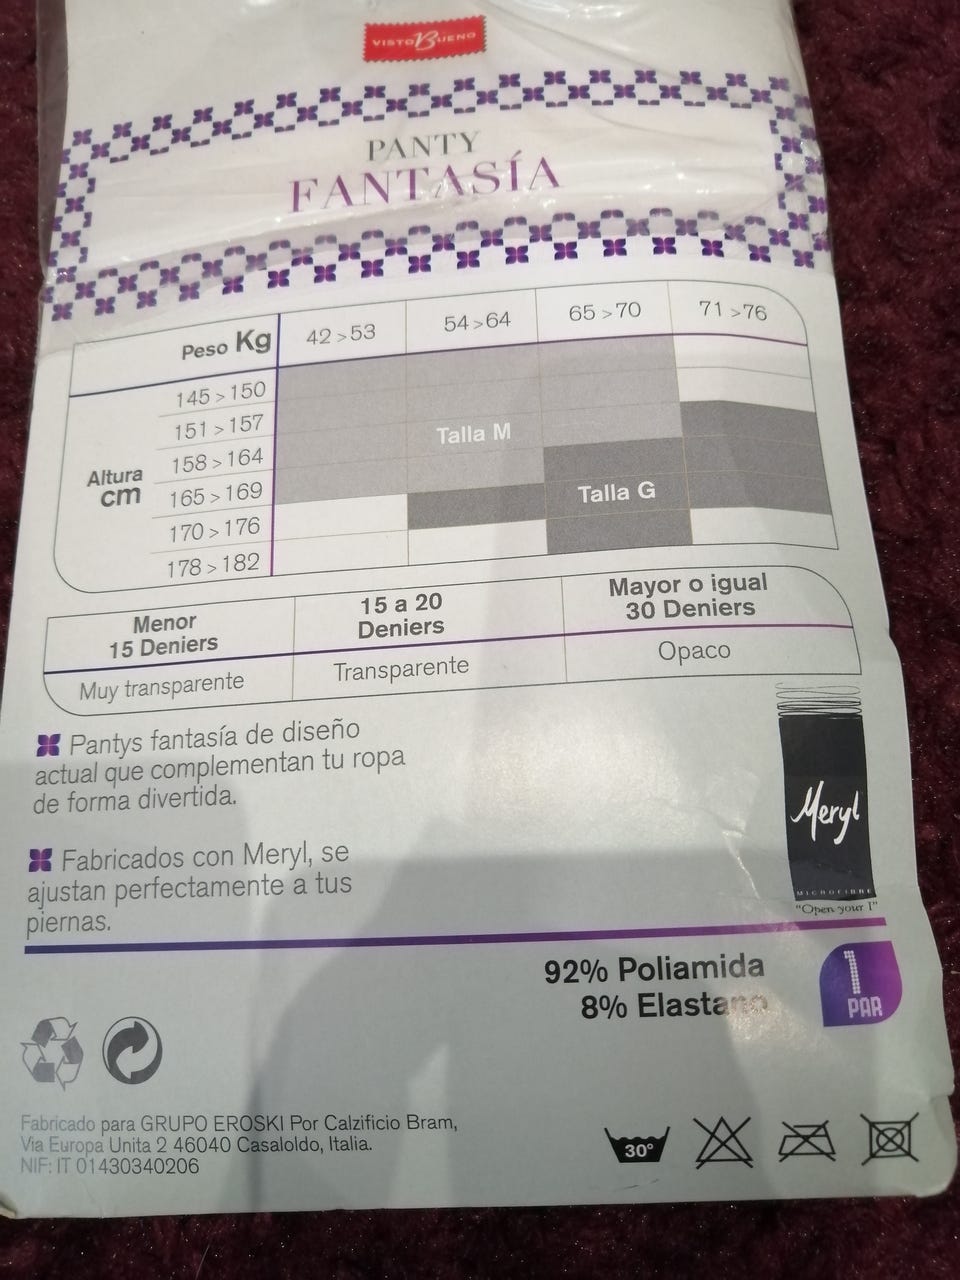 VISTO BUENO
PANTY
FANTASÍA
Peso Kg
42 > 53
54 > 64
65 > 70
71 > 76
Altura
cm
145 > 150
151 > 157
158 > 164
165 > 169
170 > 176
178 > 182
Talla M
Talla G
Menor
15 Deniers
15 a 20
Deniers
Mayor o igual
30 Deniers
Muy transparente
Transparente
Opaco
Pantys fantasía de diseño
actual que complementan tu ropa
de forma divertida.
Fabricados con Meryl, se
ajustan perfectamente a tus
piernas.
Meryl
MICROFIBRE
"Open your I"
92% Poliamida
8% Elastano
1
PAR
Fabricado para GRUPO EROSKI Por Calzificio Bram,
Via Europa Unita 2 46040 Casaloldo, Italia.
NIF: IT 01430340206
30°